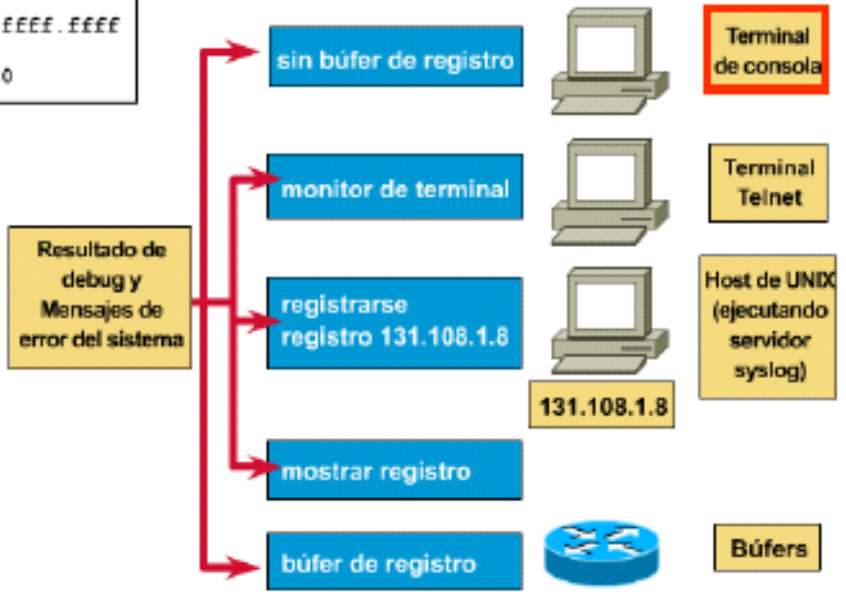 ffff.ffff
0
sin búfer de registro
Terminal
de consola
monitor de terminal
Terminal
Telnet
Resultado de
debug y
Mensajes de
error del sistema
registrarse
registro 131.108.1.8
Host de UNIX
(ejecutando
servidor
syslog)
131.108.1.8
mostrar registro
búfer de registro
Búfers